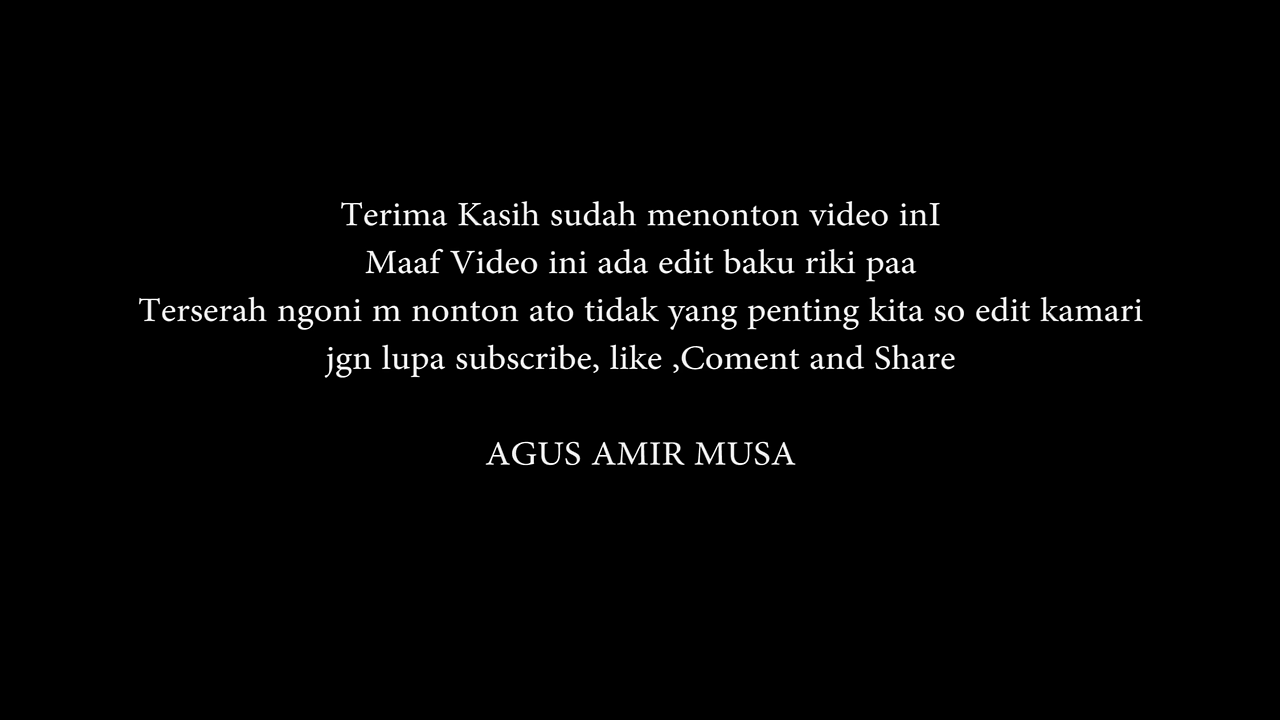 Terima Kasih sudah menonton video inI
Maaf Video ini ada edit baku riki paa
Terserah ngoni m nonton ato tidak yang penting kita so edit kamari
jgn lupa subscribe, like ,Coment and Share
AGUS AMIR MUSA